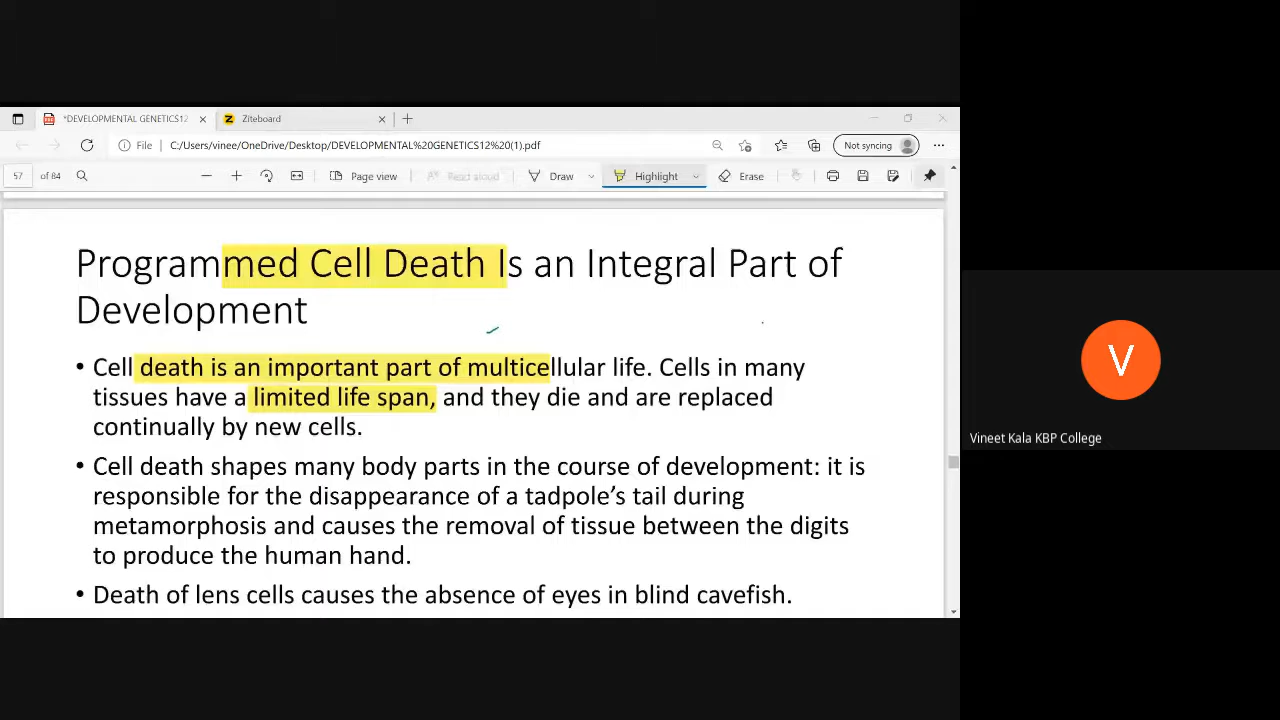 *DEVELOPMENTAL GENETICS12
Ziteboard
File
C:/Users/vinee/OneDrive/Desktop/DEVELOPMENTAL%20GENETICS12%20(1).pdf
Not syncing
57 of 84
Page view
Read aloud
Draw
Highlight
Erase
Programmed Cell Death Is an Integral Part of
Development
• Cell death is an important part of multicellular life. Cells in many
tissues have a limited life span, and they die and are replaced
continually by new cells.
• Cell death shapes many body parts in the course of development: it is
responsible for the disappearance of a tadpole’s tail during
metamorphosis and causes the removal of tissue between the digits
to produce the human hand.
• Death of lens cells causes the absence of eyes in blind cavefish.
V
Vineet Kala KBP College